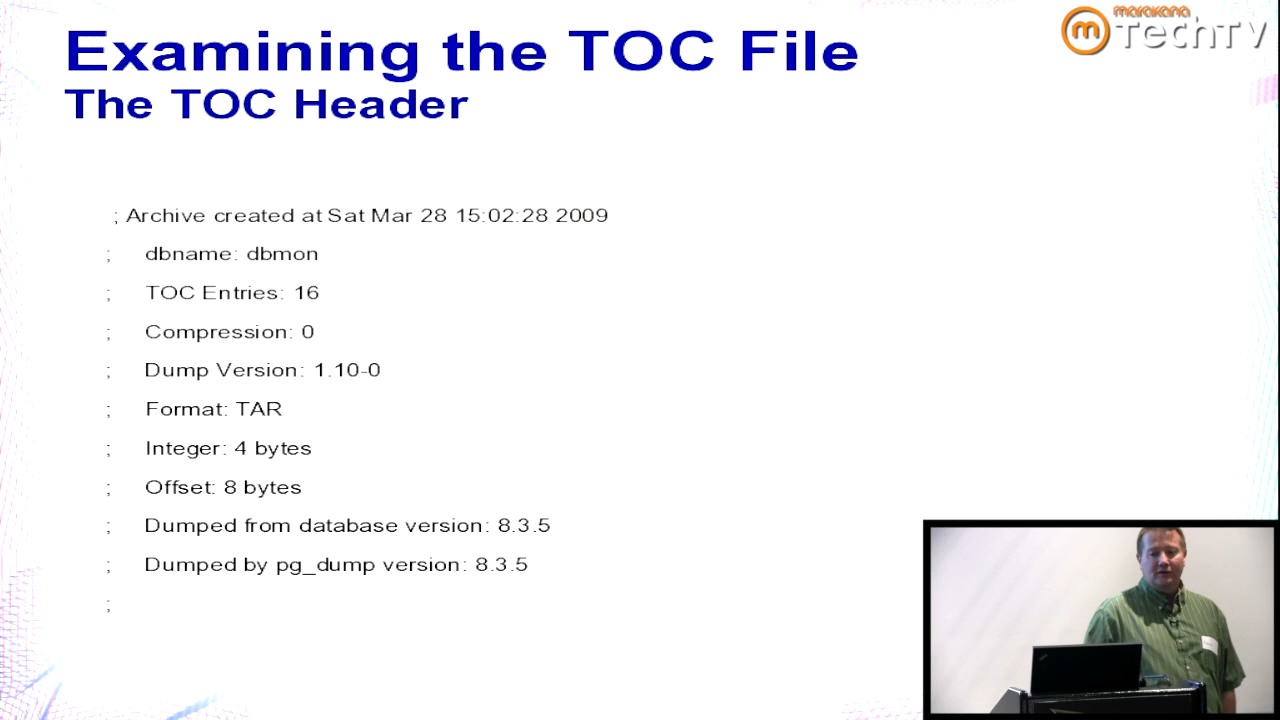 marakana
TechTV
Examining the TOC File
The TOC Header
; Archive created at Sat Mar 28 15:02:28 2009
; dbname: dbmon
; TOC Entries: 16
; Compression: 0
; Dump Version: 1.10-0
; Format: TAR
; Integer: 4 bytes
; Offset: 8 bytes
; Dumped from database version: 8.3.5
; Dumped by pg_dump version: 8.3.5
;